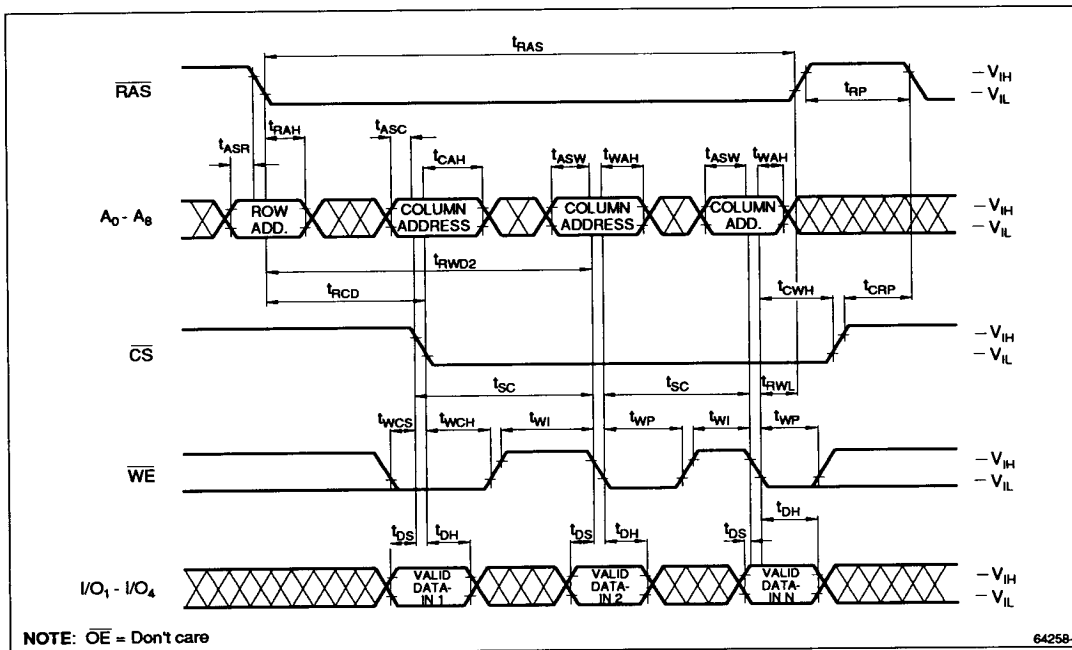 tRAS
RAS
tRP
- VIH
- VIL
tASR
tRAH
tASC
tCAH
tASW
tWAH
tASW
tWAH
A0 - A8
ROW
ADD.
COLUMN
ADDRESS
COLUMN
ADDRESS
COLUMN
ADD.
- VIH
- VIL
tRWD2
tRCD
tCWH
tCRP
CS
- VIH
- VIL
tSC
tSC
tRWL
tWCS
tWCH
tWI
tWP
tWI
tWP
WE
- VIH
- VIL
tDS
tDH
tDS
tDH
tDS
tDH
I/O1 - I/O4
VALID
DATA-
IN 1
VALID
DATA-
IN 2
VALID
DATA-
IN N
- VIH
- VIL
NOTE: OE = Don't care
64258-